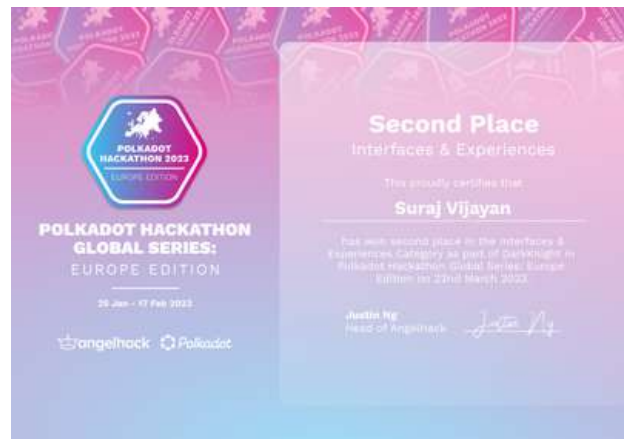 POLKADOT
HACKATHON 2023
EUROPE EDITION
POLKADOT HACKATHON
GLOBAL SERIES:
EUROPE EDITION
Jan - 17 Feb 2023
angelhack Polkadot
Second Place
Interfaces & Experiences
This proudly certifies that
Suraj Vijayan
has won second place in the Interfaces &
Experiences Category as part of DarkKnight in
Polkadot Hackathon Global Series: Europe
Edition on 22nd March 2023
Justin Ng
Head of Angelhack
Justin Ng